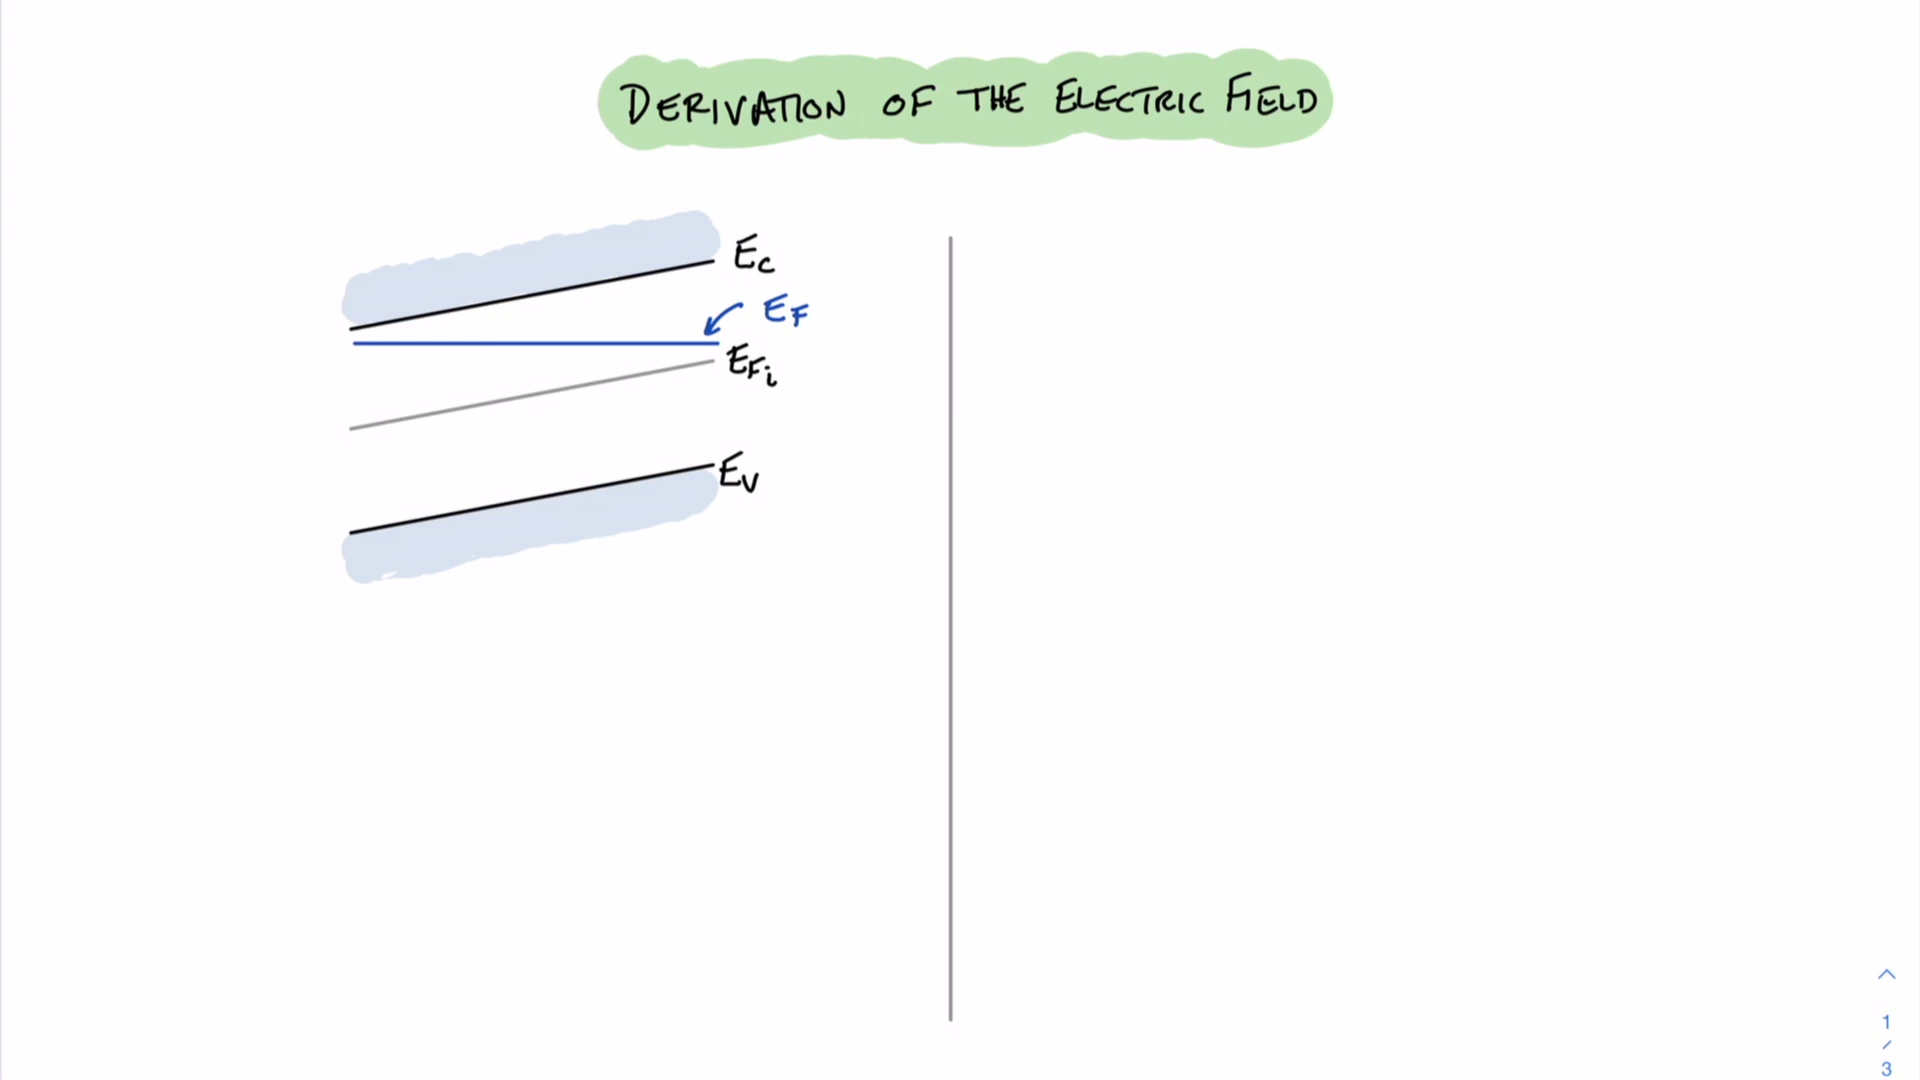 DERIVATION OF THE ELECTRIC FIELD
Ec
EF
EFi
Ev
1
/
3